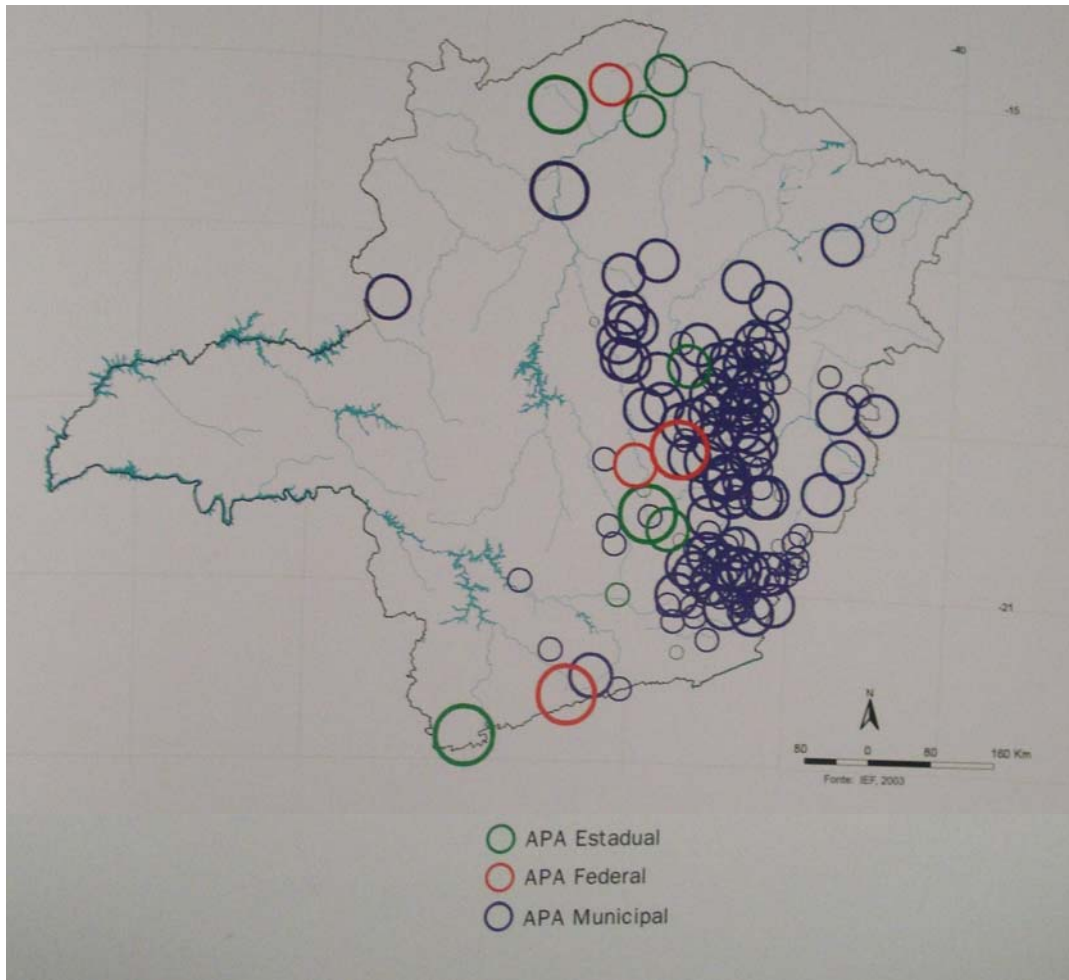 -40
-15
-21
N
80 0 80 160 Km
Fonte: IEF, 2003
APA Estadual
APA Federal
APA Municipal